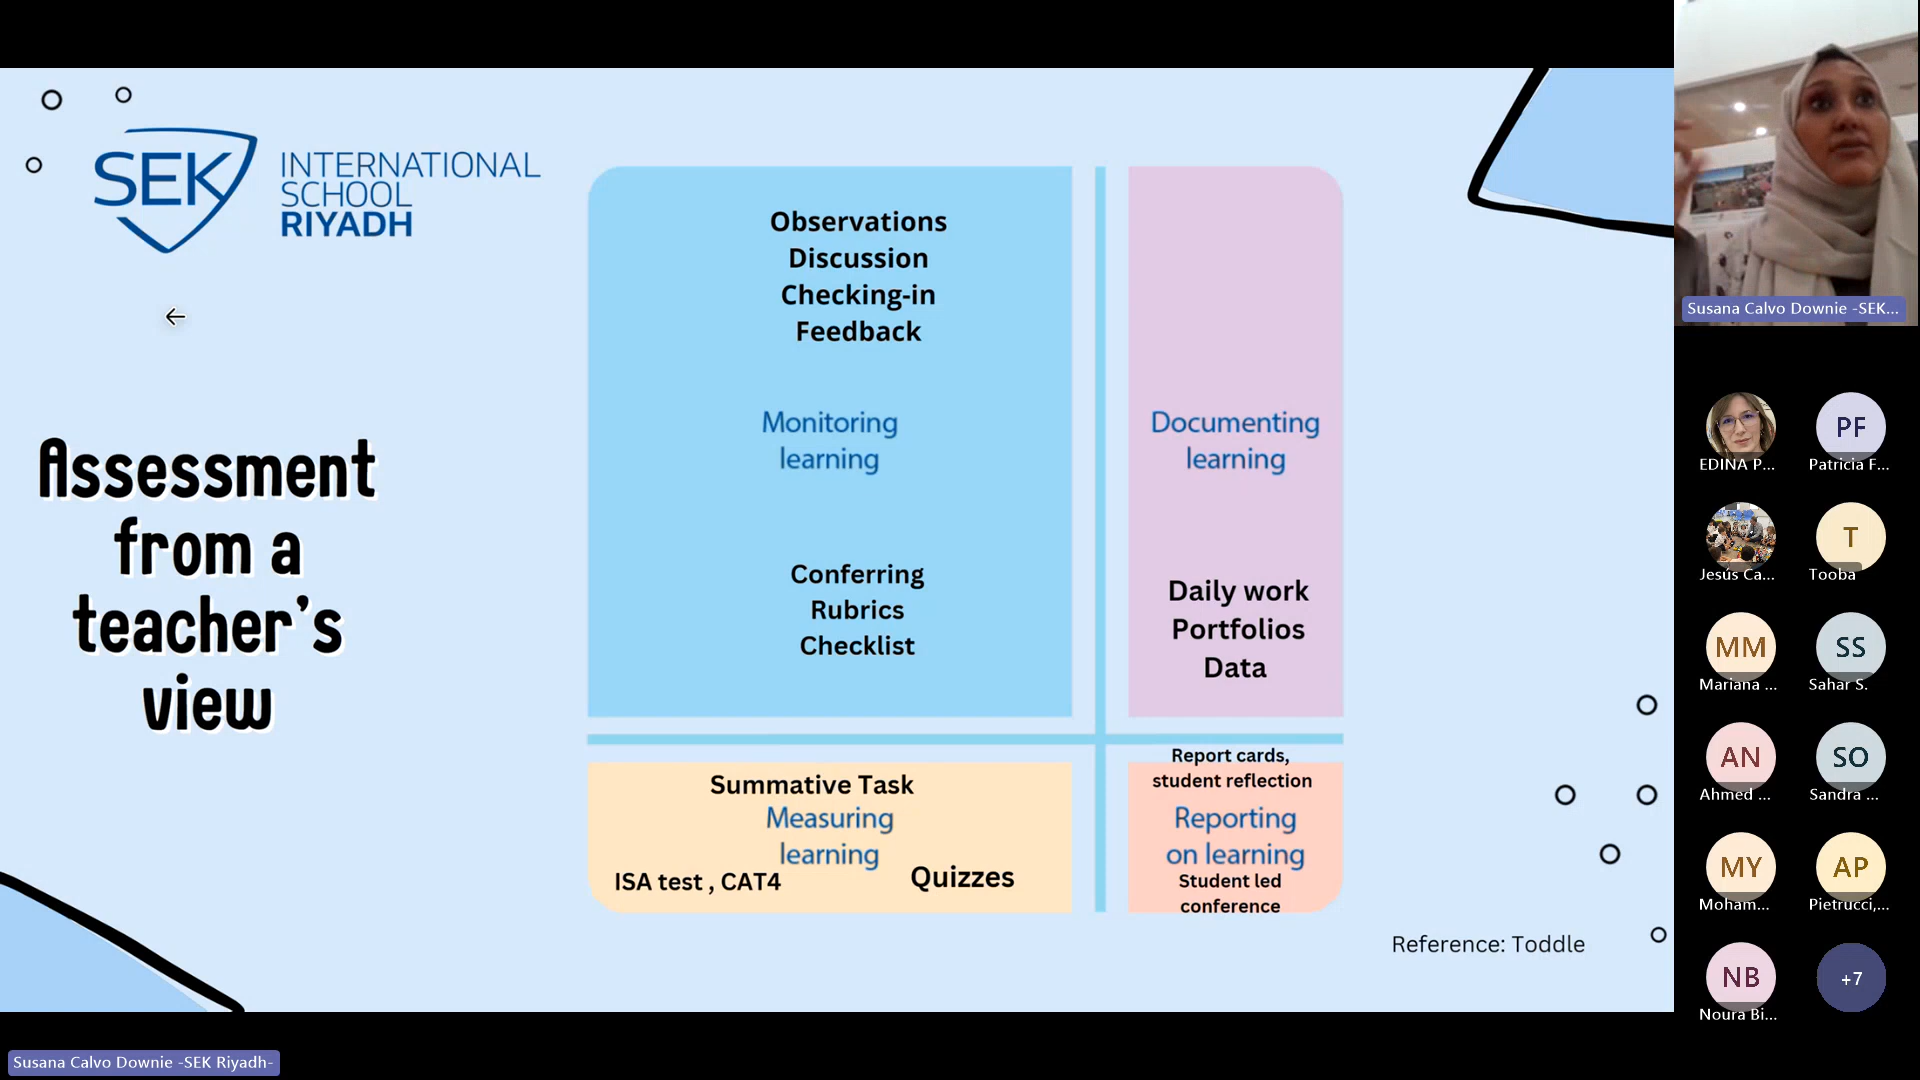 SEK
INTERNATIONAL
SCHOOL
RIYADH
Assessment
from a
teacher's
view
Observations
Discussion
Checking-in
Feedback
Monitoring
learning
Conferring
Rubrics
Checklist
Documenting
learning
Daily work
Portfolios
Data
Summative Task
Measuring
learning
ISA test , CAT4
Quizzes
Report cards,
student reflection
Reporting
on learning
Student led
conference
Reference: Toddle
Susana Calvo Downie -SEK...
EDINA P...
PF
Patricia F...
Jesús Ca...
T
Tooba
MM
Mariana ...
SS
Sahar S.
AN
Ahmed ...
SO
Sandra ...
MY
Moham...
AP
Pietrucci,...
NB
Noura Bi...
+7
Susana Calvo Downie -SEK Riyadh-